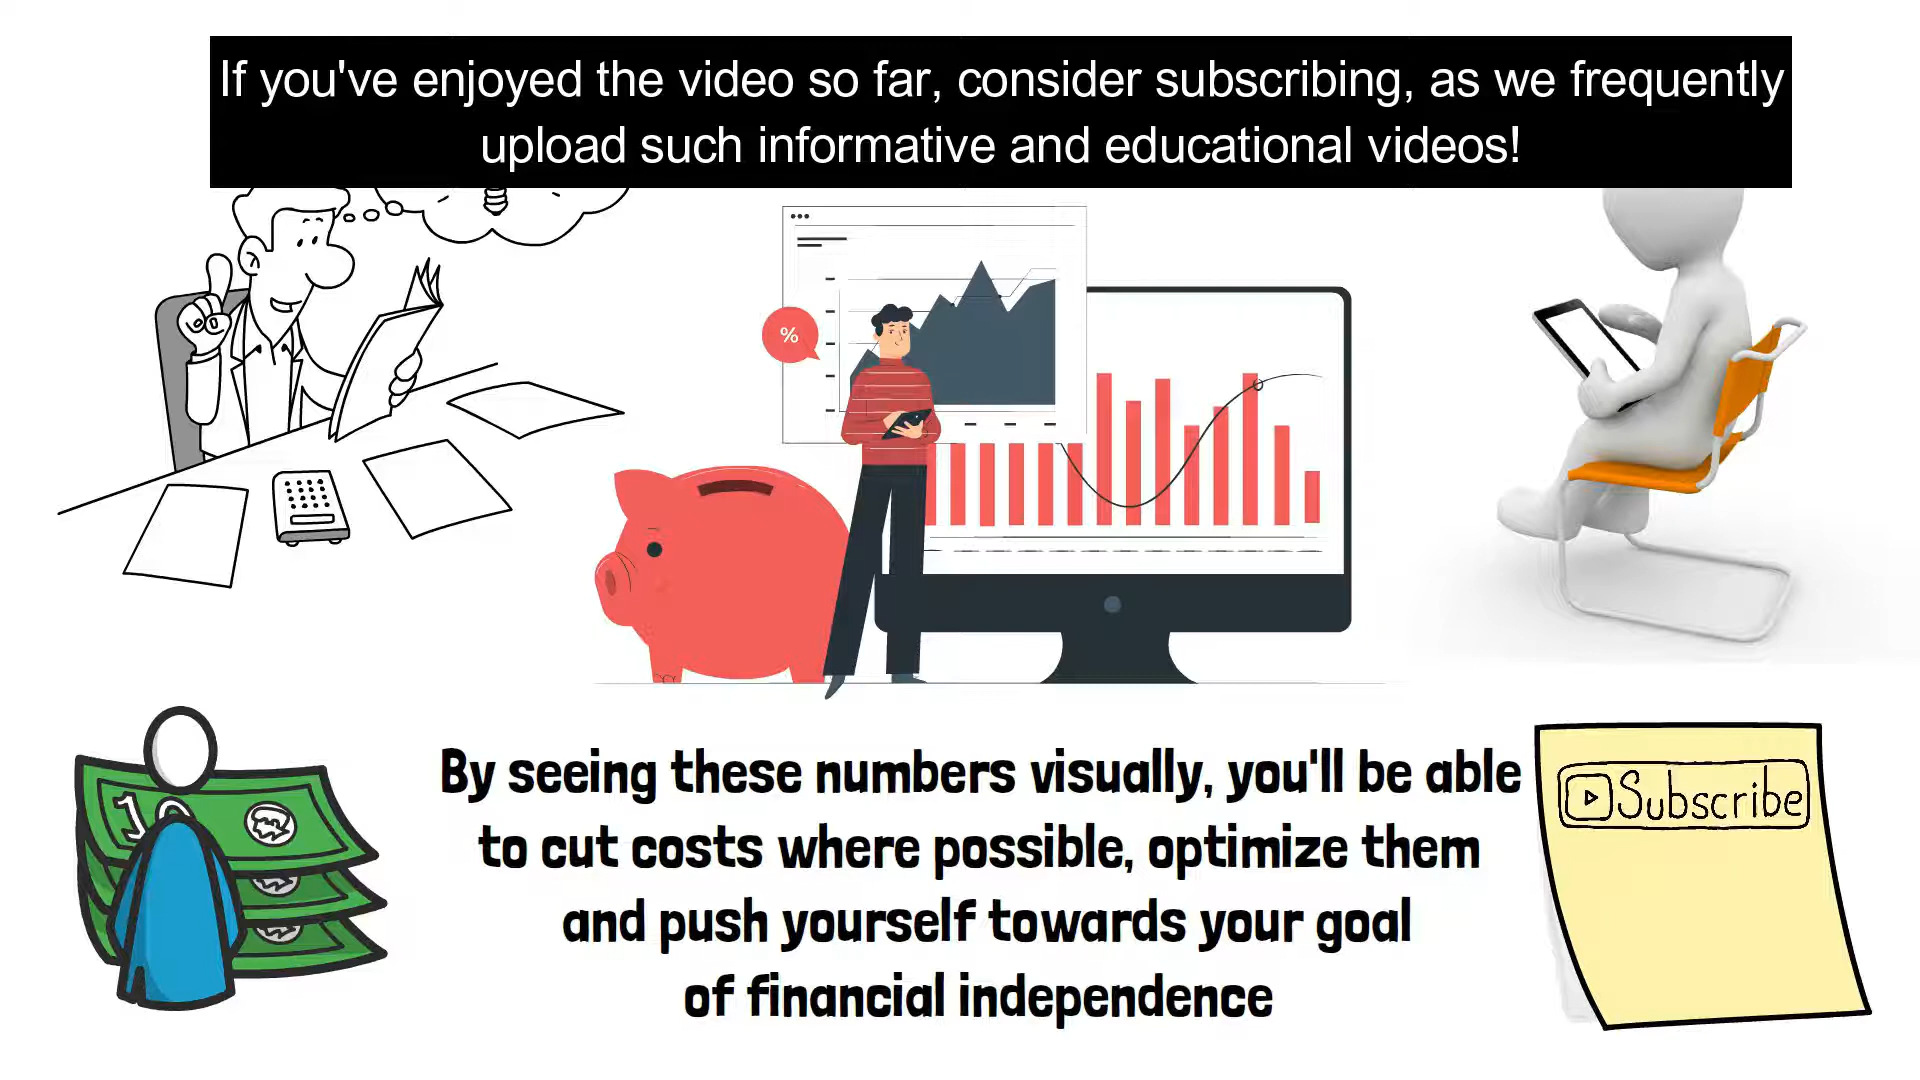 If you've enjoyed the video so far, consider subscribing, as we frequently
upload such informative and educational videos!
%
10
By seeing these numbers visually, you'll be able
to cut costs where possible, optimize them
and push yourself towards your goal
of financial independence
Subscribe